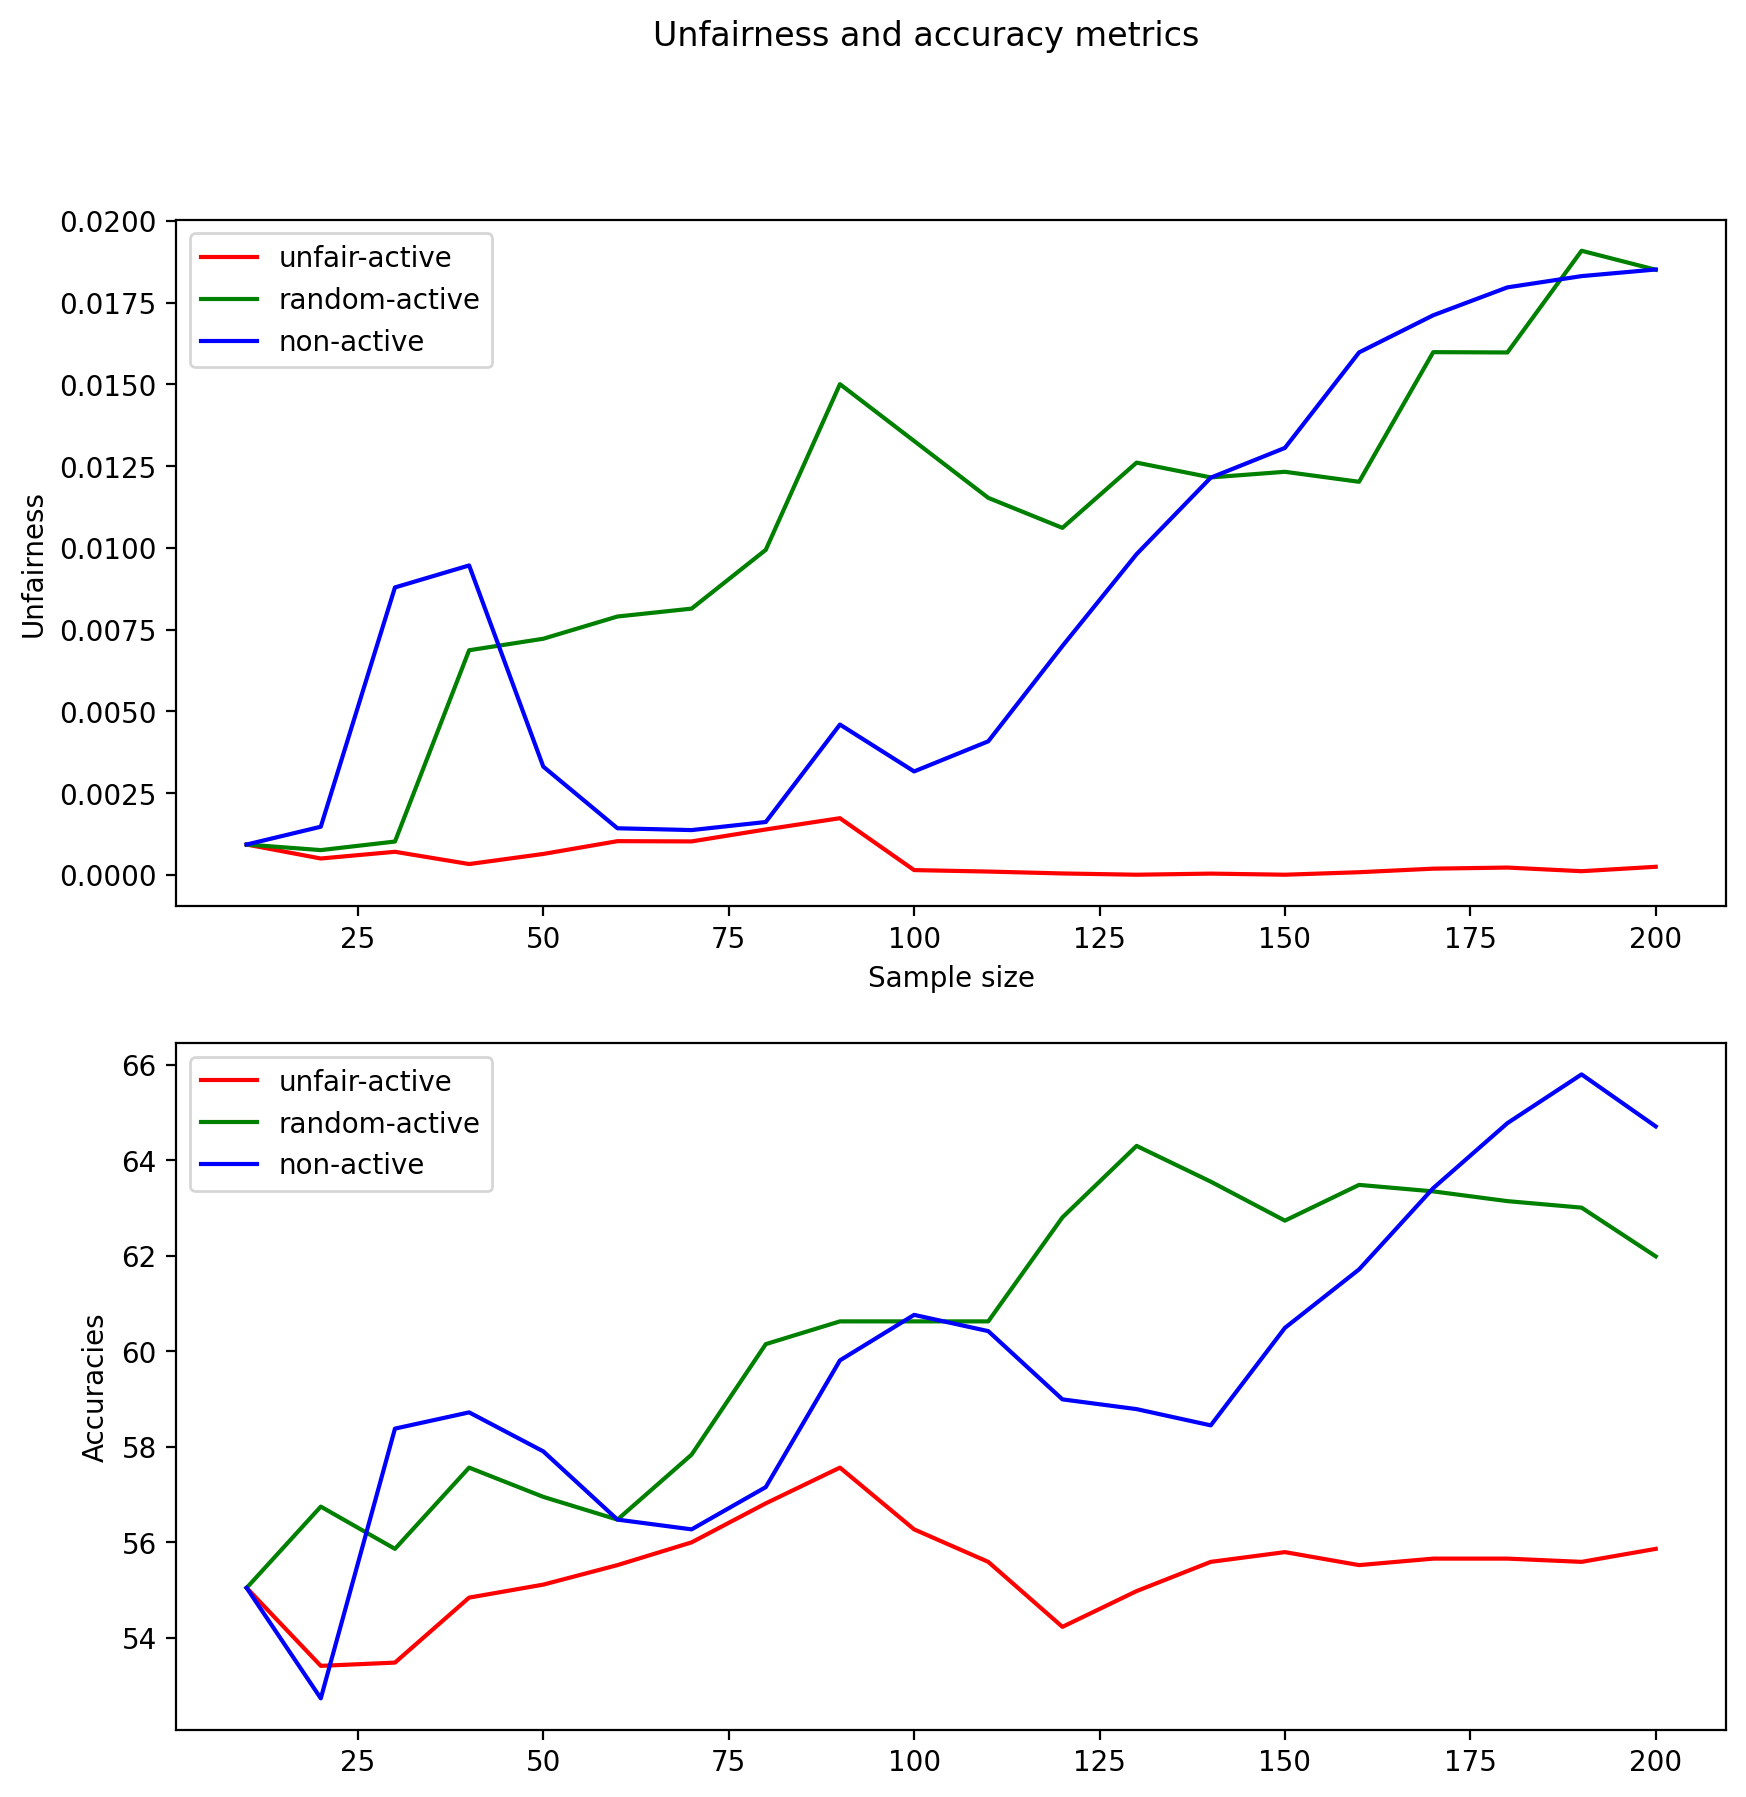 Unfairness and accuracy metrics
0.0200
0.0175
0.0150
0.0125
0.0100
0.0075
0.0050
0.0025
0.0000
Unfairness
unfair-active
random-active
non-active
25 50 75 100 125 150 175 200
Sample size
66
64
62
60
58
56
54
Accuracies
unfair-active
random-active
non-active
25 50 75 100 125 150 175 200